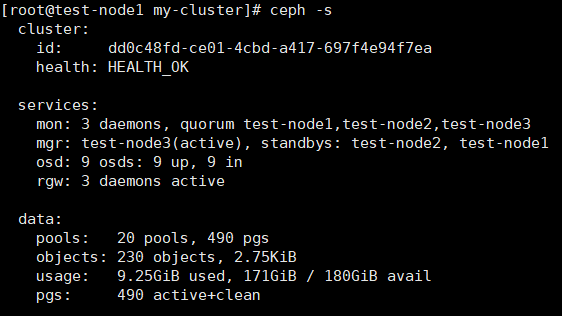 [root@test-node1 my-cluster]# ceph -s
cluster:
id: dd0c48fd-ce01-4cbd-a417-697f4e94f7ea
health: HEALTH_OK
services:
mon: 3 daemons, quorum test-node1,test-node2,test-node3
mgr: test-node3(active), standbys: test-node2, test-node1
osd: 9 osds: 9 up, 9 in
rgw: 3 daemons active
data:
pools: 20 pools, 490 pgs
objects: 230 objects, 2.75KiB
usage: 9.25GiB used, 171GiB / 180GiB avail
pgs: 490 active+clean